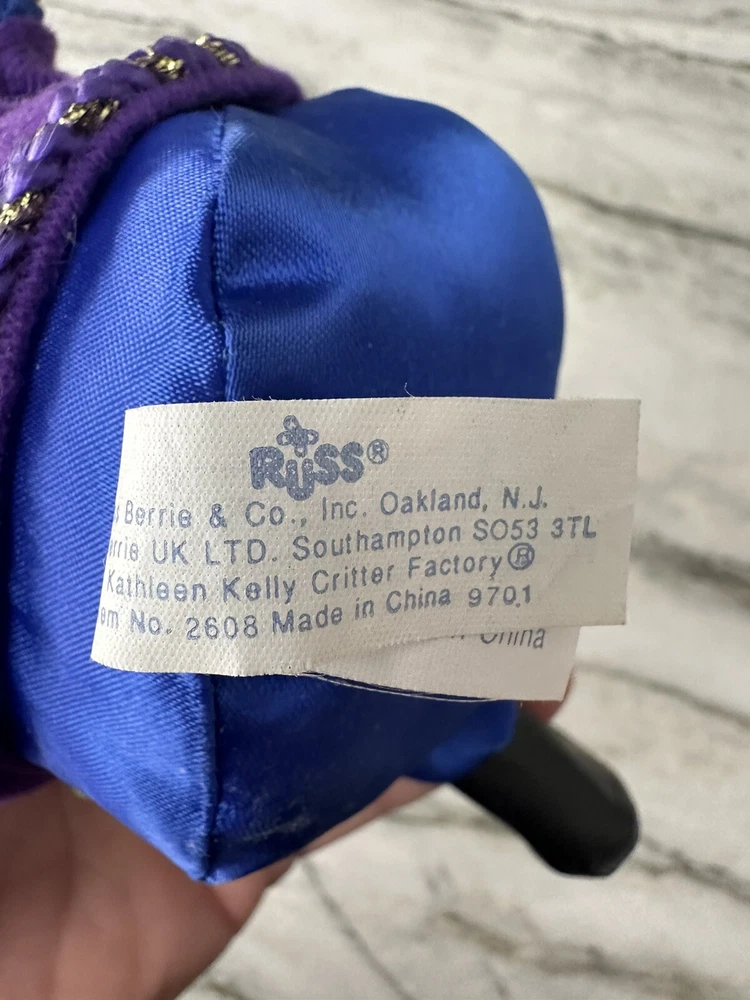 RUSS®
s Berrie & Co., Inc. Oakland, N.J.
rrie UK LTD. Southampton SO53 3TL
Kathleen Kelly Critter Factory®
em No. 2608 Made in China 9701
China